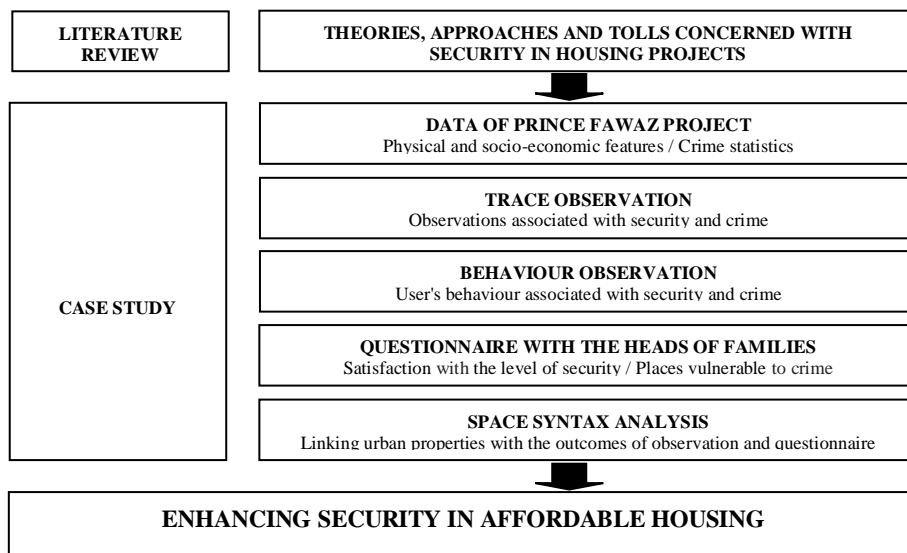 LITERATURE
REVIEW
THEORIES, APPROACHES AND TOLLS CONCERNED WITH
SECURITY IN HOUSING PROJECTS
CASE STUDY
DATA OF PRINCE FAWAZ PROJECT
Physical and socio-economic features / Crime statistics
TRACE OBSERVATION
Observations associated with security and crime
BEHAVIOUR OBSERVATION
User's behaviour associated with security and crime
QUESTIONNAIRE WITH THE HEADS OF FAMILIES
Satisfaction with the level of security / Places vulnerable to crime
SPACE SYNTAX ANALYSIS
Linking urban properties with the outcomes of observation and questionnaire
ENHANCING SECURITY IN AFFORDABLE HOUSING